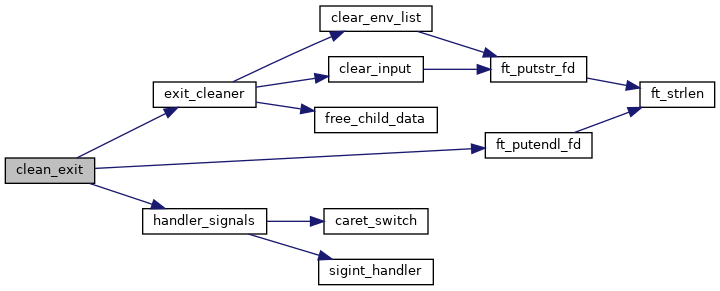 clear_env_list
clear_input
ft_putstr_fd
exit_cleaner
ft_strlen
free_child_data
ft_putendl_fd
clean_exit
handler_signals
caret_switch
sigint_handler